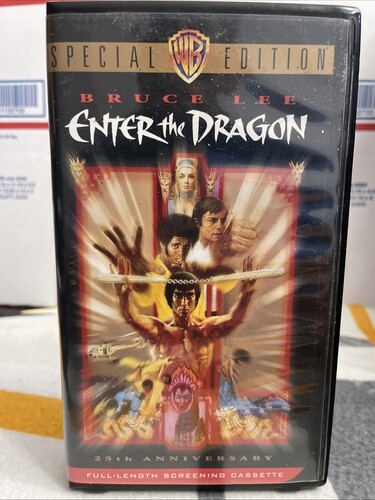 SPECIAL WB EDITION
BRUCE LEE
ENTER the DRAGON
25th ANNIVERSARY
FULL-LENGTH SCREENING CASSETTE